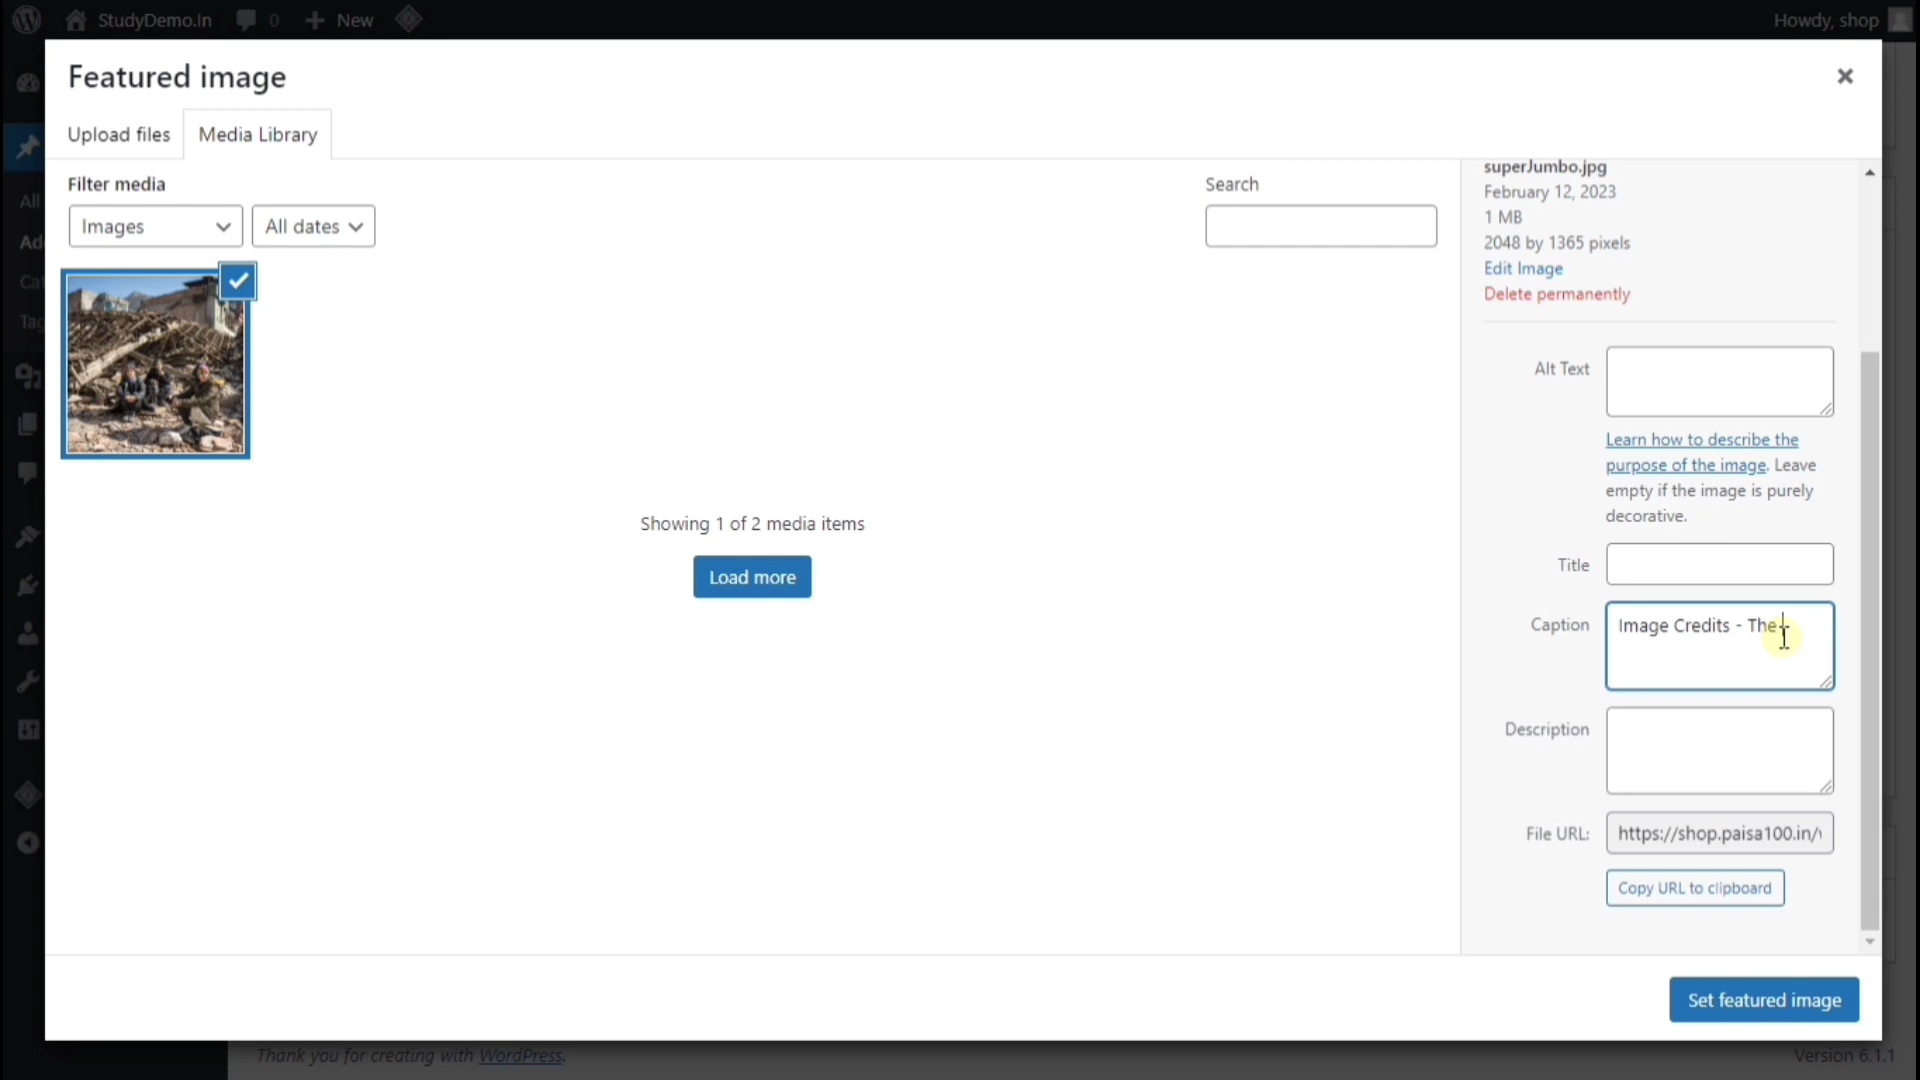 StudyDemo.In 0 New Howdy, shop
Featured image
Upload files Media Library
Filter media
Images All dates
Search
superJumbo.jpg
February 12, 2023
1 MB
2048 by 1365 pixels
Edit Image
Delete permanently
All
Ad
Cat
Tag
Showing 1 of 2 media items
Load more
Alt Text
Learn how to describe the
purpose of the image. Leave
empty if the image is purely
decorative.
Title
Caption Image Credits - The
Description
File URL: https://shop.paisa100.in/
Copy URL to clipboard
Set featured image
Thank you for creating with WordPress. Version 6.1.1